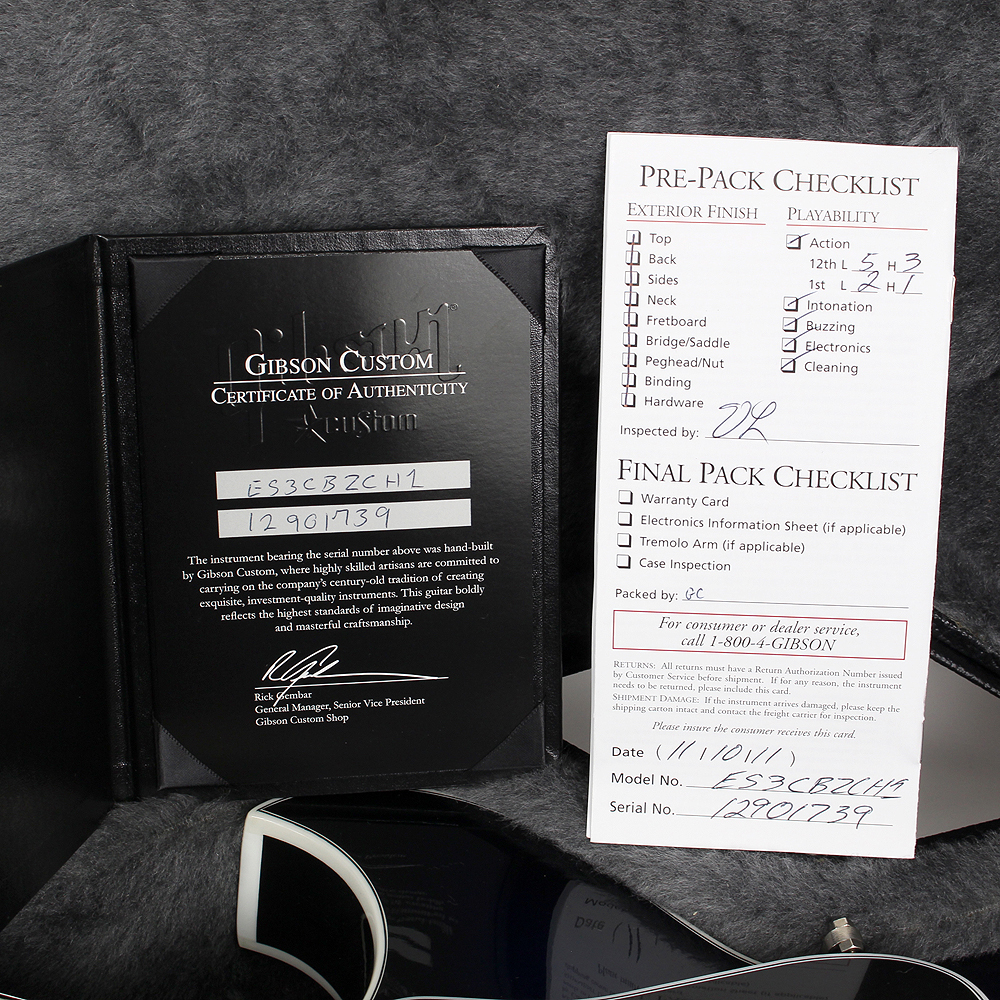 Gibson
GIBSON CUSTOM
CERTIFICATE OF AUTHENTICITY
Custom
ES3CBZCH1
12901739
The instrument bearing the serial number above was hand-built
by Gibson Custom, where highly skilled artisans are committed to
carrying on the company's century-old tradition of creating
exquisite, investment-quality instruments. This guitar boldly
reflects the highest standards of imaginative design
and masterful craftsmanship.
Rick Gembar
General Manager, Senior Vice President
Gibson Custom Shop
PRE-PACK CHECKLIST
EXTERIOR FINISH
Top
Back
Sides
Neck
Fretboard
Bridge/Saddle
Peghead/Nut
Binding
Hardware
PLAYABILITY
Action
12th L 5 H 3
1st L 2 H 1
Intonation
Buzzing
Electronics
Cleaning
Inspected by:
FINAL PACK CHECKLIST
Warranty Card
Electronics Information Sheet (if applicable)
Tremolo Arm (if applicable)
Case Inspection
Packed by: GC
For consumer or dealer service,
call 1-800-4-GIBSON
RETURNS: All returns must have a Return Authorization Number issued
by Customer Service before shipment. If for any reason, the instrument
needs to be returned, please include this card.
SHIPMENT DAMAGE: If the instrument arrives damaged, please keep the
shipping carton intact and contact the freight carrier for inspection.
Please insure the consumer receives this card.
Date
Model No. ES3CBZCH1
Serial No. 12901739
Date